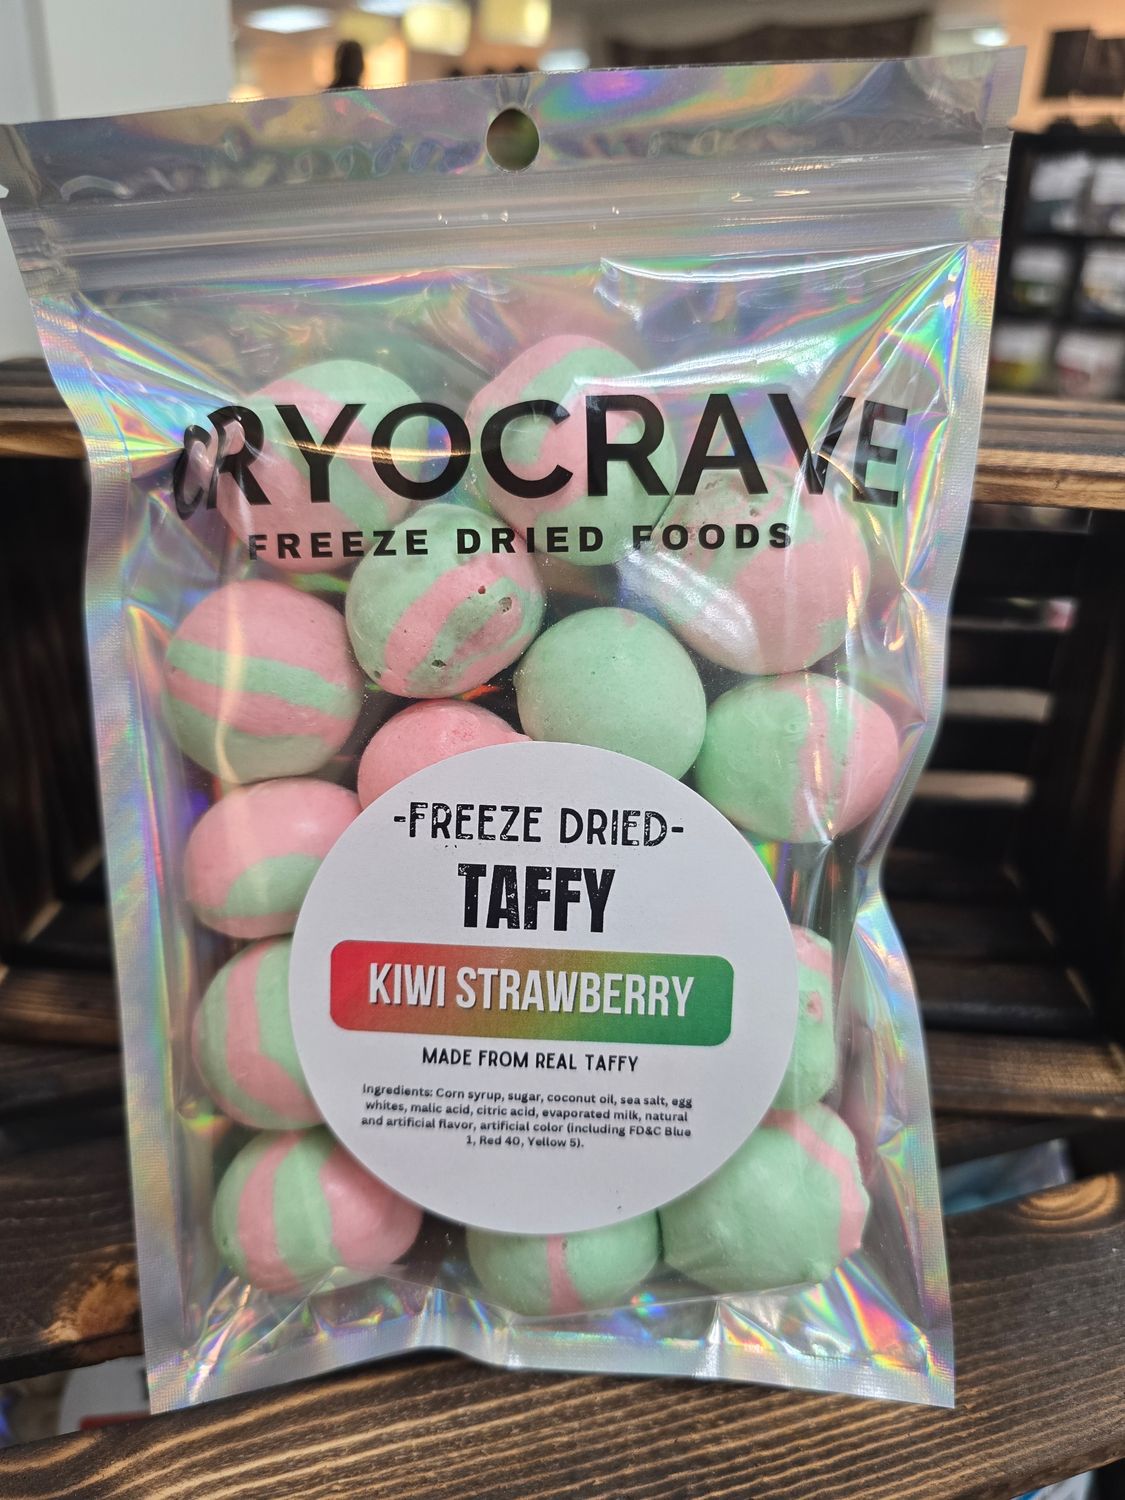 CRYOCRAVE
FREEZE DRIED FOODS
-FREEZE DRIED-
TAFFY
KIWI STRAWBERRY
MADE FROM REAL TAFFY
Ingredients: Corn syrup, sugar, coconut oil, sea salt, egg
whites, malic acid, citric acid, evaporated milk, natural
and artificial flavor, artificial color (including FD&C Blue
1, Red 40, Yellow 5).